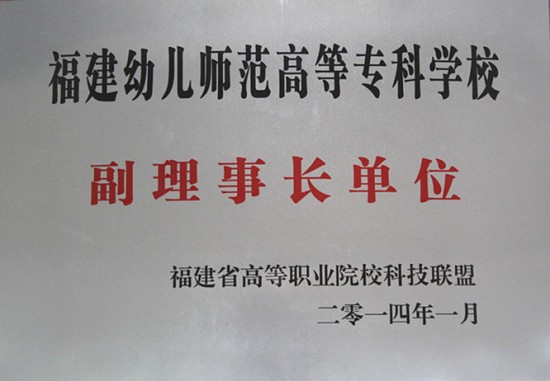 福建幼儿师范高等专科学校
副理事长单位
福建省高等职业院校科技联盟
二零一四年一月